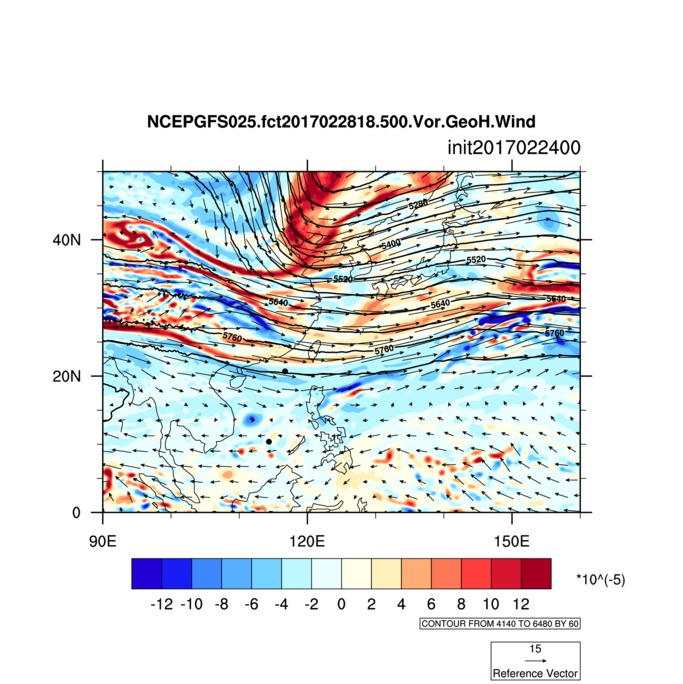 NCEPGFS025.fct2017022818.500.Vor.GeoH.Wind
init2017022400
5280
40N
5400
5520
5520
5640
5640
5640
5760
5760
5760
20N
0
90E 120E 150E
*10^(-5)
-12 -10 -8 -6 -4 -2 0 2 4 6 8 10 12
CONTOUR FROM 4140 TO 6480 BY 60
15
Reference Vector